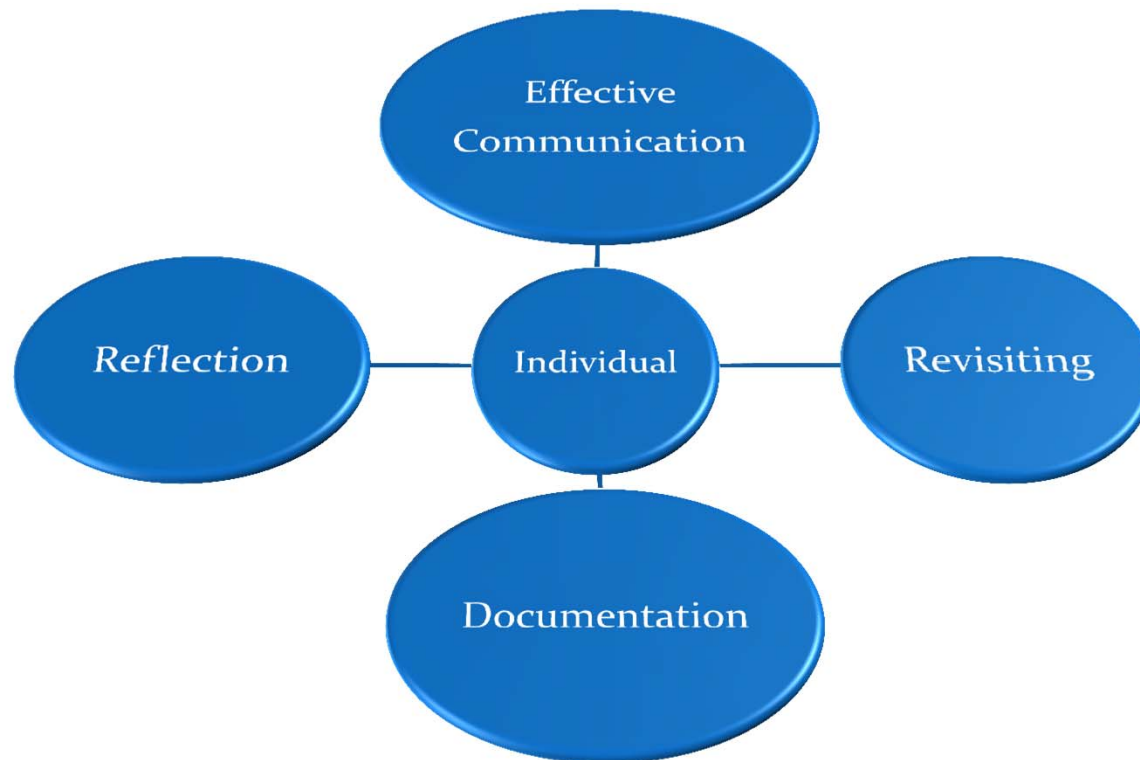 Effective
Communication
Reflection
Individual
Revisiting
Documentation